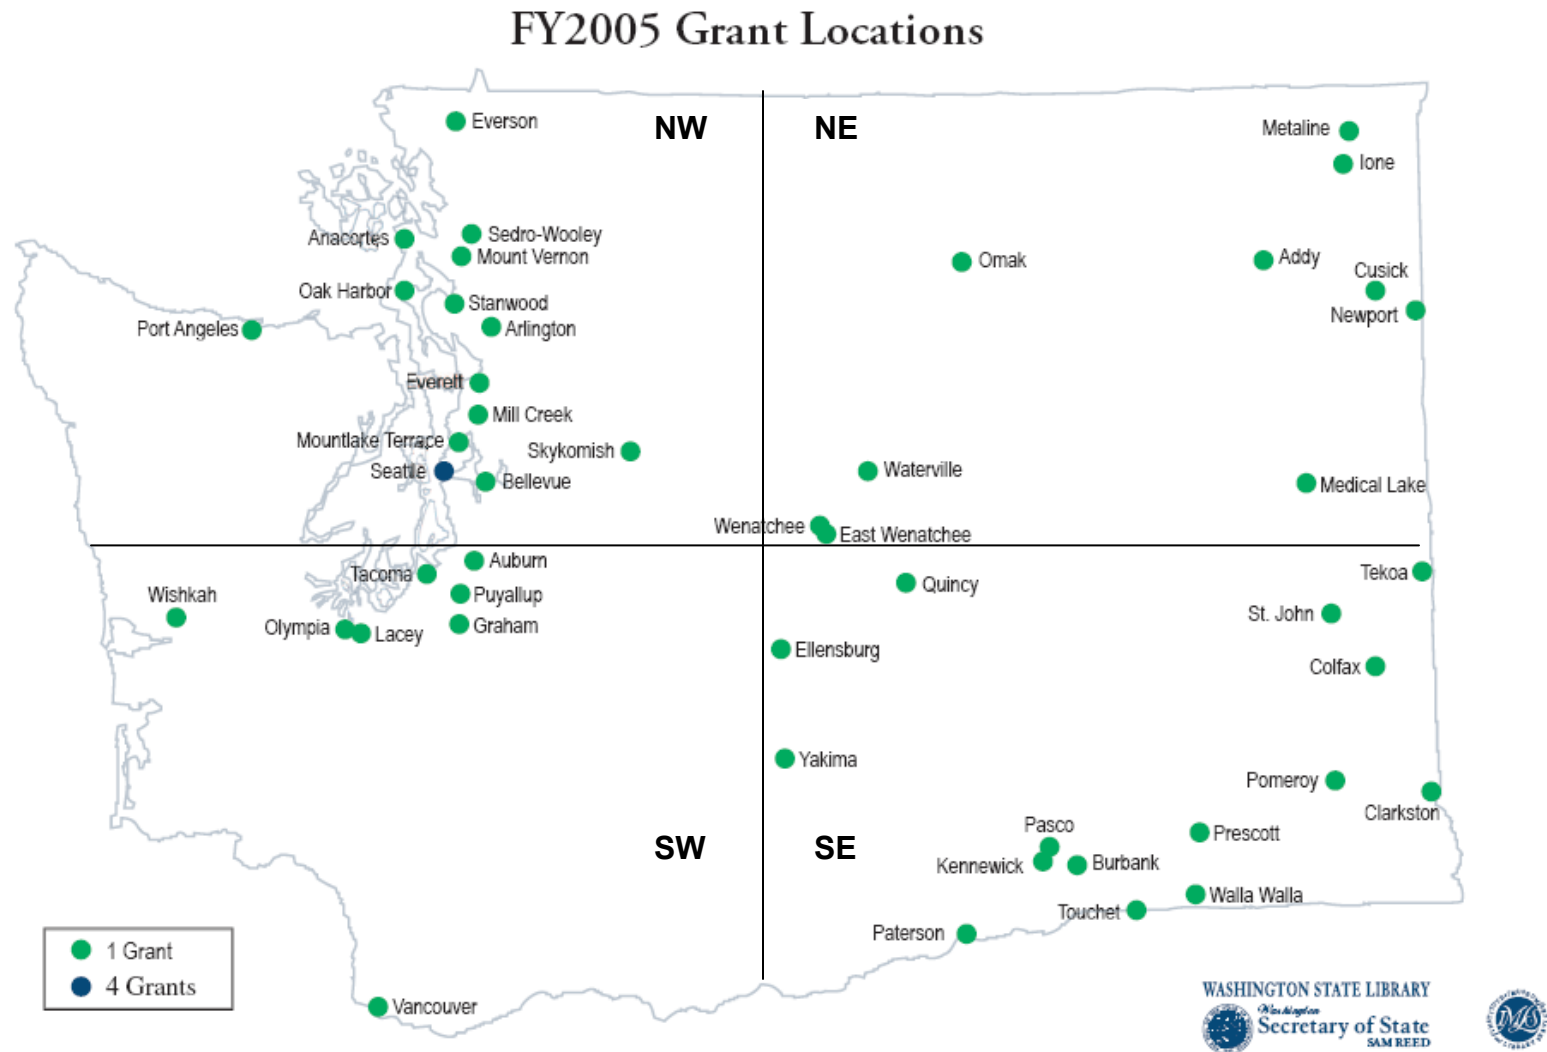 FY2005 Grant Locations
NW
NE
Everson
Metaline
Ione
Anacortes
Sedro-Wooley
Mount Vernon
Omak
Addy
Cusick
Oak Harbor
Stanwood
Newport
Port Angeles
Arlington
Everett
Mill Creek
Mountlake Terrace
Skykomish
Seattle
Bellevue
Waterville
Medical Lake
Wenatchee
East Wenatchee
Auburn
Tacoma
Tekoa
Quincy
Wishkah
Puyallup
St. John
Olympia
Lacey
Graham
Ellensburg
Colfax
Yakima
Pomeroy
Clarkston
SW
SE
Pasco
Prescott
Kennewick
Burbank
Walla Walla
Touchet
Paterson
1 Grant
4 Grants
Vancouver
WASHINGTON STATE LIBRARY
Washington
Secretary of State
SAM REED